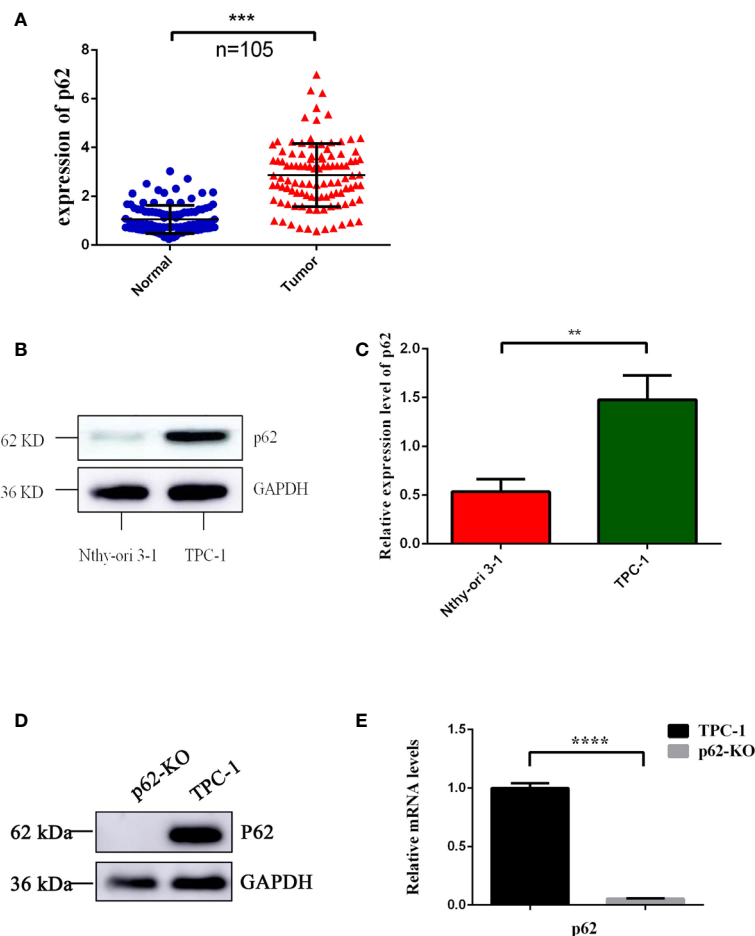 A
***
n=105
expression of p62
8
6
4
2
0
Normal
Tumor
B
62 KD
p62
36 KD
GAPDH
Nthy-ori 3-1
TPC-1
C
**
Relative expression level of p62
2.0
1.5
1.0
0.5
0.0
Nthy-ori 3-1
TPC-1
D
p62-KO
TPC-1
62 kDa
P62
36 kDa
GAPDH
E
TPC-1
p62-KO
****
Relative mRNA levels
1.5
1.0
0.5
0.0
p62